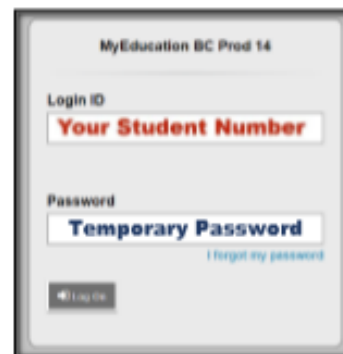 MyEducation BC Prod 14
Login ID
Your Student Number
Password
Temporary Password
I forgot my password
Log On